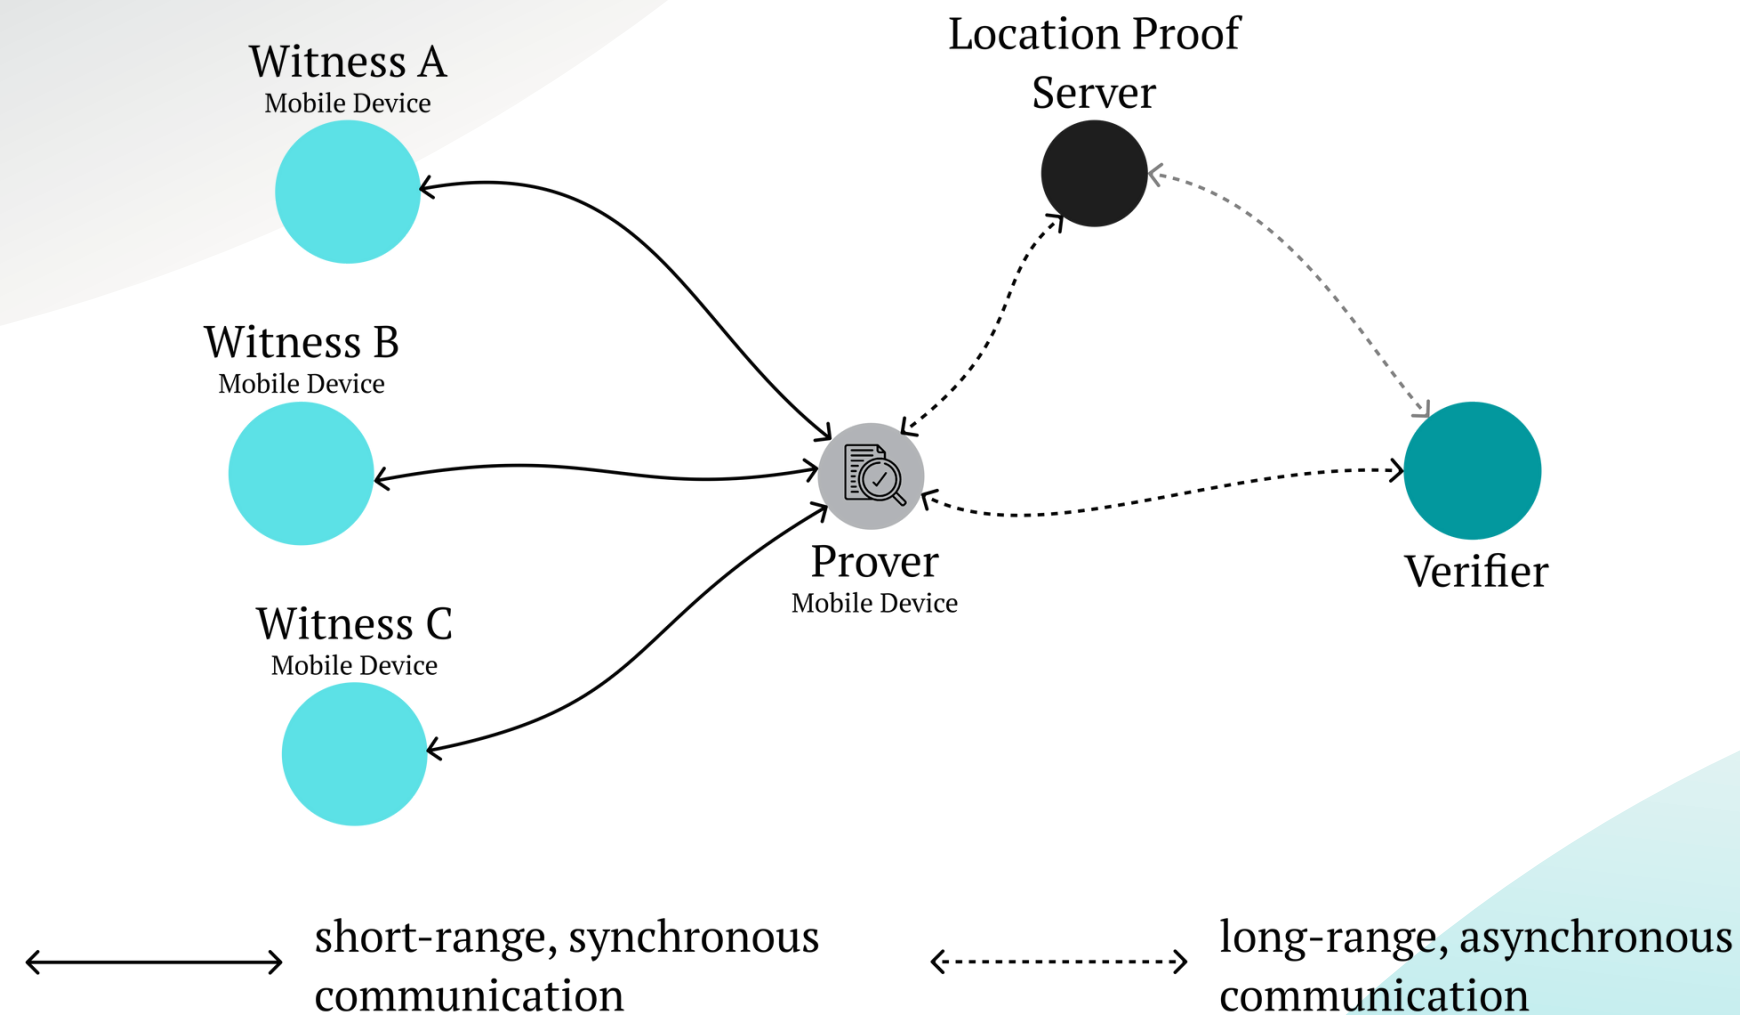 Witness A
Mobile Device
Location Proof
Server
Witness B
Mobile Device
Prover
Mobile Device
Verifier
Witness C
Mobile Device
short-range, synchronous
communication
long-range, asynchronous
communication